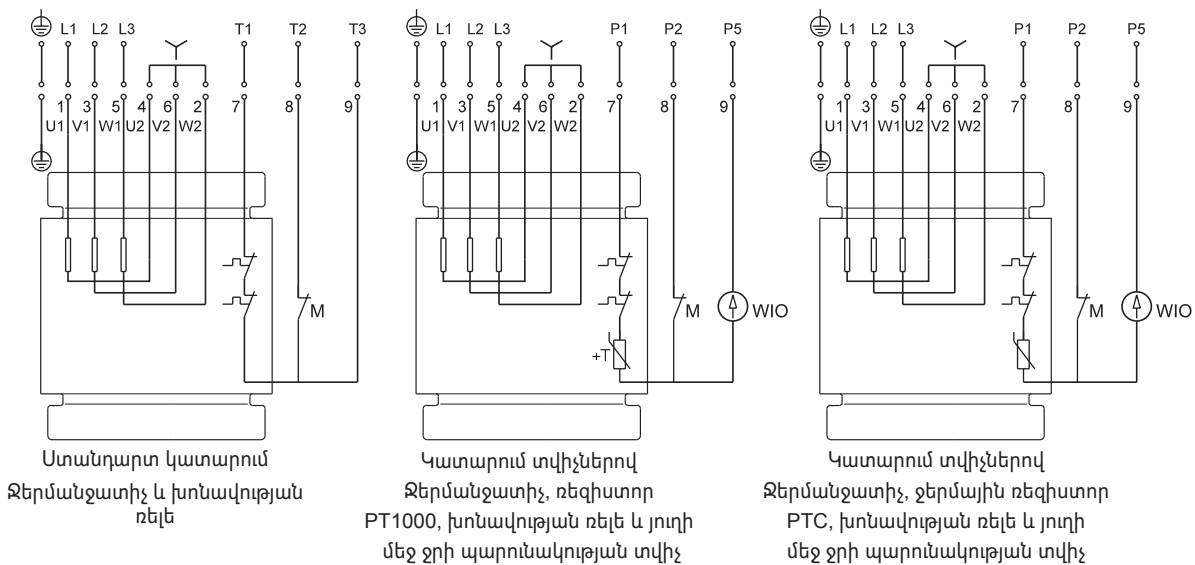 L1 L2 L3 T1 T2 T3
1 3 5 4 6 2 7 8 9
U1 V1 W1 U2 V2 W2
M
Ստանդարտ կատարում
Ջերմանջատիչ և խոնավության
ռելե
L1 L2 L3 P1 P2 P5
1 3 5 4 6 2 7 8 9
U1 V1 W1 U2 V2 W2
M WIO
+T
Կատարում տվիչներով
Ջերմանջատիչ, ռեզիստոր
PT1000, խոնավության ռելե և յուղի
մեջ ջրի պարունակության տվիչ
L1 L2 L3 P1 P2 P5
1 3 5 4 6 2 7 8 9
U1 V1 W1 U2 V2 W2
M WIO
Կատարում տվիչներով
Ջերմանջատիչ, ջերմային ռեզիստոր
PTC, խոնավության ռելե և յուղի
մեջ ջրի պարունակության տվիչ